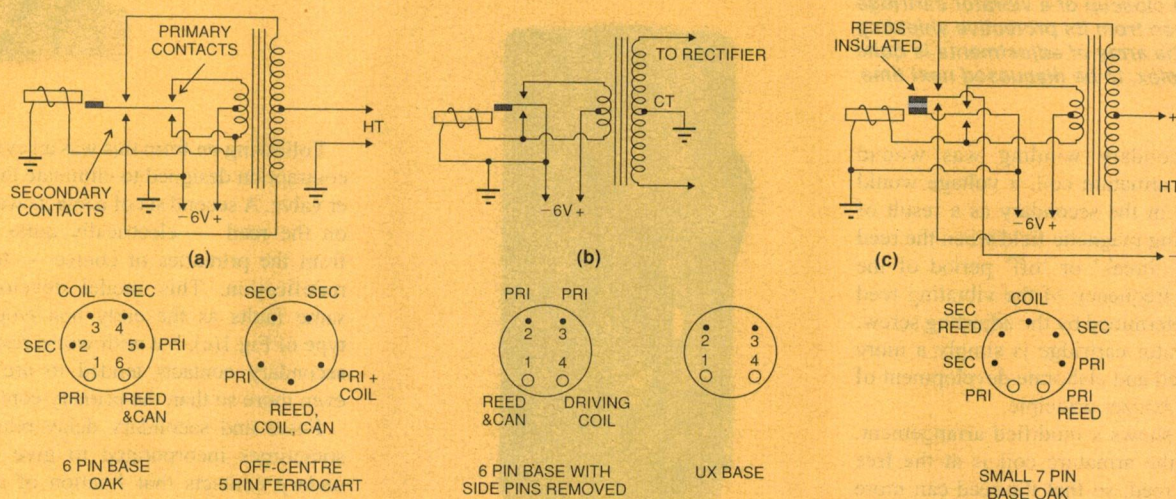 PRIMARY
CONTACTS
SECONDARY
CONTACTS
HT
−6V+
(a)
TO RECTIFIER
CT
−6V+
(b)
REEDS
INSULATED
+
HT
−6V+
−
(c)
COIL SEC
3 4
SEC 2 5 PRI
1 6
PRI REED
&CAN
6 PIN BASE
OAK
SEC SEC
PRI PRI +
COIL
REED,
COIL, CAN
OFF-CENTRE
5 PIN FERROCART
PRI PRI
2 3
1 4
REED DRIVING
&CAN COIL
6 PIN BASE WITH
SIDE PINS REMOVED
2 3
1 4
UX BASE
COIL
SEC
REED
SEC
SEC
PRI
PRI PRI
REED
SMALL 7 PIN
BASE OAK